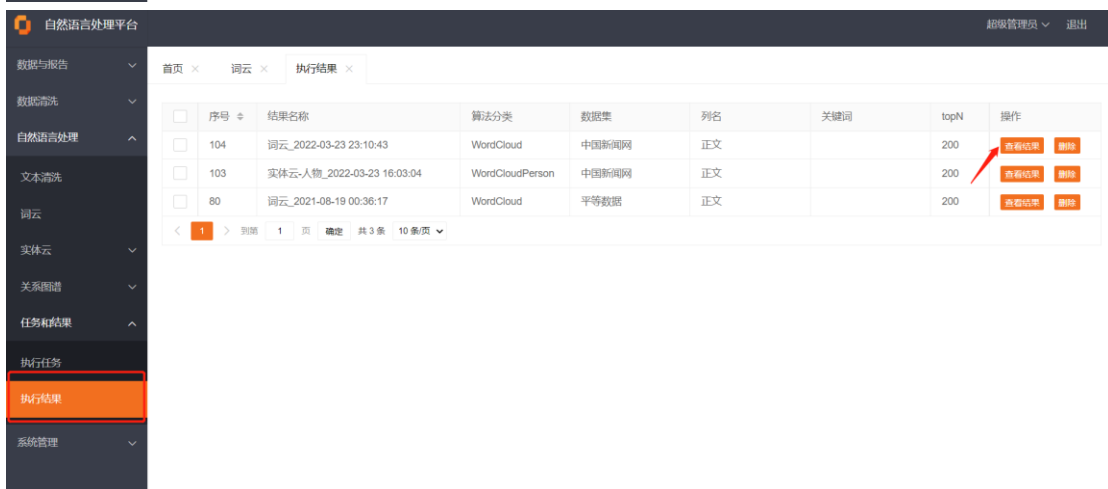 自然语言处理平台
超级管理员 退出
数据与报告
数据清洗
自然语言处理
文本清洗
词云
实体云
关系图谱
任务和结果
执行任务
执行结果
系统管理
首页 × 词云 × 执行结果 ×
序号 结果名称 算法分类 数据集 列名 关键词 topN 操作
104 词云_2022-03-23 23:10:43 WordCloud 中国新闻网 正文 200 查看结果 删除
103 实体云-人物_2022-03-23 16:03:04 WordCloudPerson 中国新闻网 正文 200 查看结果 删除
80 词云_2021-08-19 00:36:17 WordCloud 平等数据 正文 200 查看结果 删除
< 1 > 到第 1 页 确定 共 3 条 10 条/页